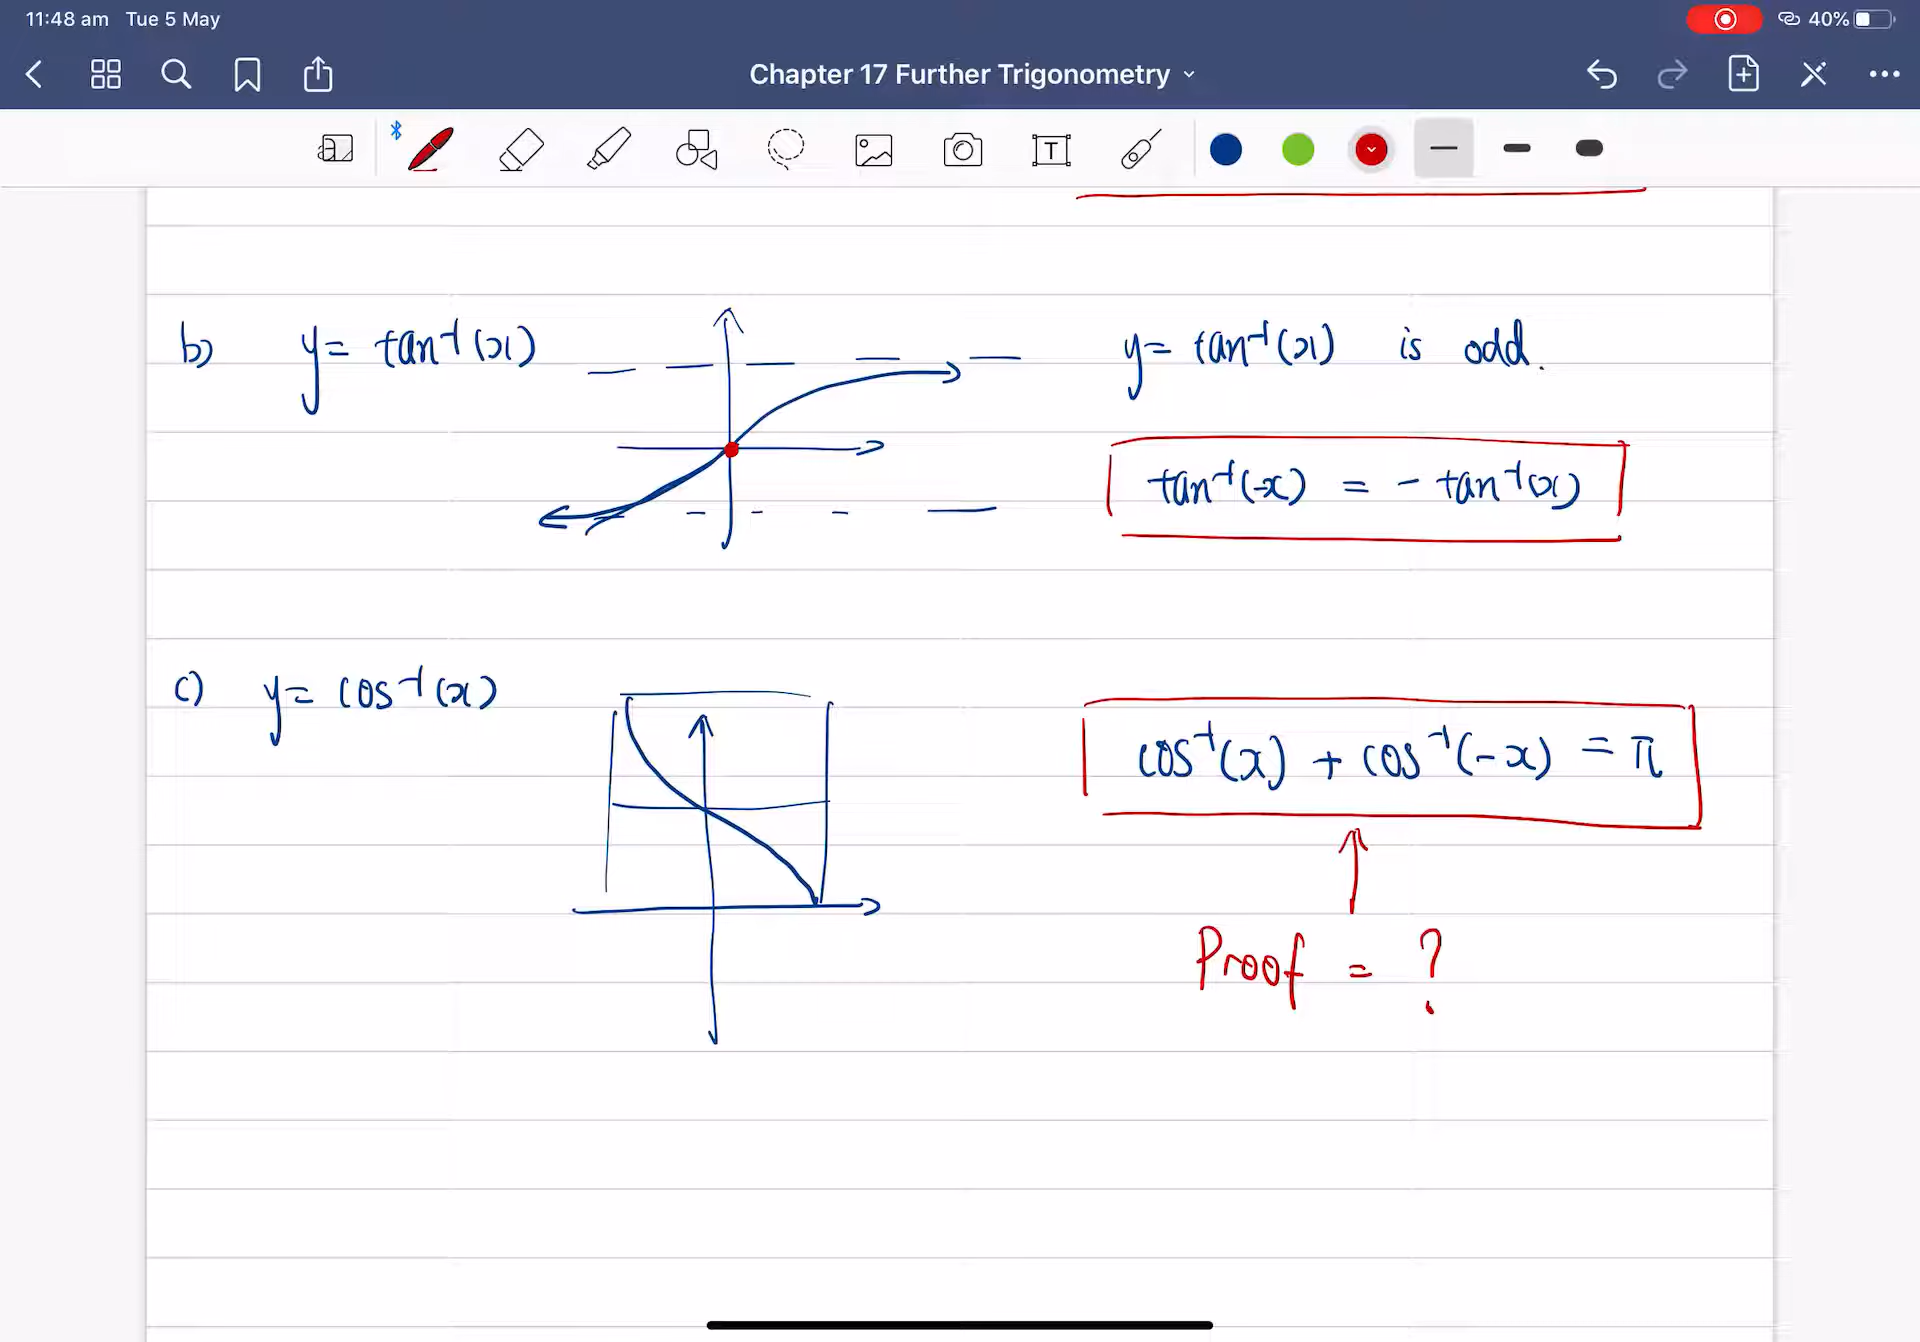 11:48 am Tue 5 May 40%
Chapter 17 Further Trigonometry
b) y = tan⁻¹(x) y = tan⁻¹(x) is odd.
tan⁻¹(-x) = - tan⁻¹(x)
c) y = cos⁻¹(x)
cos⁻¹(x) + cos⁻¹(-x) = π
Proof = ?